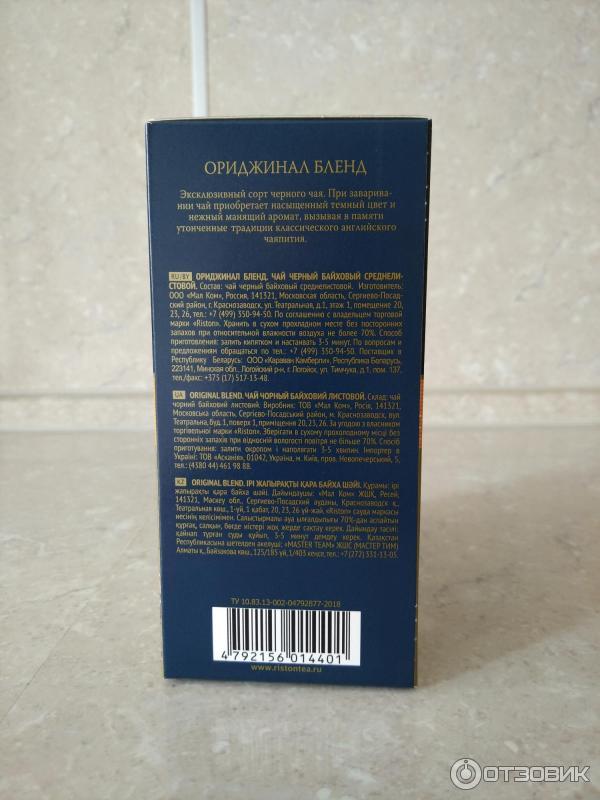 ОРИДЖИНАЛ БЛЕНД
Эксклюзивный сорт черного чая. При заварива-
нии чай приобретает насыщенный темный цвет и
нежный манящий аромат, вызывая в памяти
утонченные традиции классического английского
чаепития.
RU/BY ОРИДЖИНАЛ БЛЕНД. ЧАЙ ЧЕРНЫЙ БАЙХОВЫЙ СРЕДНЕЛИ-
СТОВОЙ. Состав: чай черный байховый среднелистовой. Изготовитель:
ООО «Мал Ком», Россия, 141321, Московская область, Сергиево-Посад-
ский район, г. Краснозаводск, ул. Театральная, д.1, этаж 1, помещение 20,
23, 26, тел.: +7 (499) 350-94-50. По соглашению с владельцем торговой
марки «Riston». Хранить в сухом прохладном месте без посторонних
запахов при относительной влажности воздуха не более 70%. Способ
приготовления: залить кипятком и настаивать 3-5 минут. По вопросам и
предложениям обращаться по тел.: +7 (499) 350-94-50. Поставщик в
Республику Беларусь: ООО «Караван Камберли», Республика Беларусь,
223141, Минская обл., Логойский р-н, г. Логойск, ул. Тимчука, д.1, пом. 137,
тел./факс: +375 (17) 517-13-48.
UA ORIGINAL BLEND. ЧАЙ ЧОРНЫЙ БАЙХОВИЙ ЛИСТОВОЙ. Склад: чай
чорний байховий листовий. Виробник: ТОВ «Мал Ком», Росія, 141321,
Московська область, Сергієво-Посадський район, м. Краснозаводськ, вул.
Театральна, буд. 1, поверх 1, приміщення 20, 23, 26. За угодою з власником
торгівельної марки «Riston». Зберігати в сухому прохолодному місці без
сторонніх запахів при відносній вологості повітря не більше 70%. Спосіб
приготування: залити окропом і наполягати 3-5 хвилин. Імпортер в
Україну: ТОВ «Асканія», 01042, Україна, м. Київ, пров. Новопечерський, 5,
тел.: (4380 44) 461 98 88.
KZ ORIGINAL BLEND. ІРІ ЖАПЫРАҚТЫ ҚАРА БАЙХА ШӘЙІ. Құрамы: ірі
жапырақты қара байха шәйі. Дайындаушы: «Мал Ком» ЖШҚ, Ресей,
141321, Маскеу обл., Сергиево-Посадский ауданы, Краснозаводск қ.,
Театральная көш., 1-үй, 1 қабат, 20, 23, 26 үй-жай. «Riston» сауда маркасы
иесінің келісімімен. Салыстырмалы ауа ылғалдылығы 70%-дан аспайтын
құрғақ, салқын, бөгде иістері жоқ жерде сақтау керек. Дайындау тәсілі:
қайнап тұрған суды құйып, 3-5 минут демдеу керек. Қазақстан
Республикасына шетелден әкелуші: «MASTER TEAM» ЖШС (МАСТЕР ТИМ)
Алматы қ., Байзакова көш., 125/185 үй, 1/403 кеңсе, тел.: +7 (272) 331-13-05.
ТУ 10.83.13-002-04792877-2018
4 792156 014401
www.ristontea.ru
ОТЗОВИК